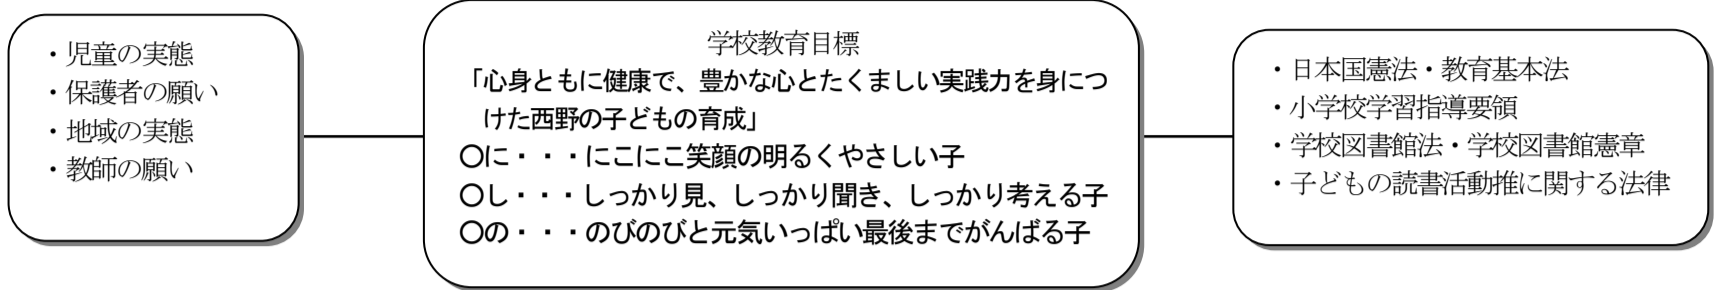 ・児童の実態
・保護者の願い
・地域の実態
・教師の願い
学校教育目標
「心身ともに健康で、豊かな心とたくましい実践力を身につ
けた西野の子どもの育成」
〇に・・・にこにこ笑顔の明るくやさしい子
〇し・・・しっかり見、しっかり聞き、しっかり考える子
〇の・・・のびのびと元気いっぱい最後までがんばる子
・日本国憲法・教育基本法
・小学校学習指導要領
・学校図書館法・学校図書館憲章
・子どもの読書活動推に関する法律